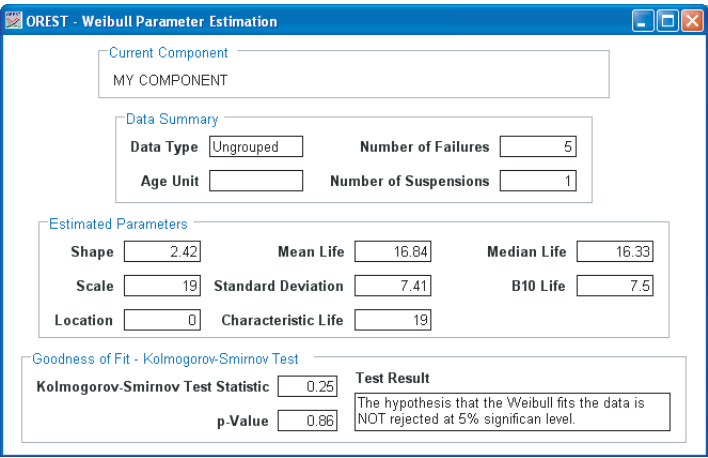 OREST - Weibull Parameter Estimation
Current Component
MY COMPONENT
Data Summary
Data Type Ungrouped Number of Failures 5
Age Unit Number of Suspensions 1
Estimated Parameters
Shape 2.42 Mean Life 16.84 Median Life 16.33
Scale 19 Standard Deviation 7.41 B10 Life 7.5
Location 0 Characteristic Life 19
Goodness of Fit - Kolmogorov-Smirnov Test
Kolmogorov-Smirnov Test Statistic 0.25 Test Result
The hypothesis that the Weibull fits the data is
p-Value 0.86 NOT rejected at 5% significan level.